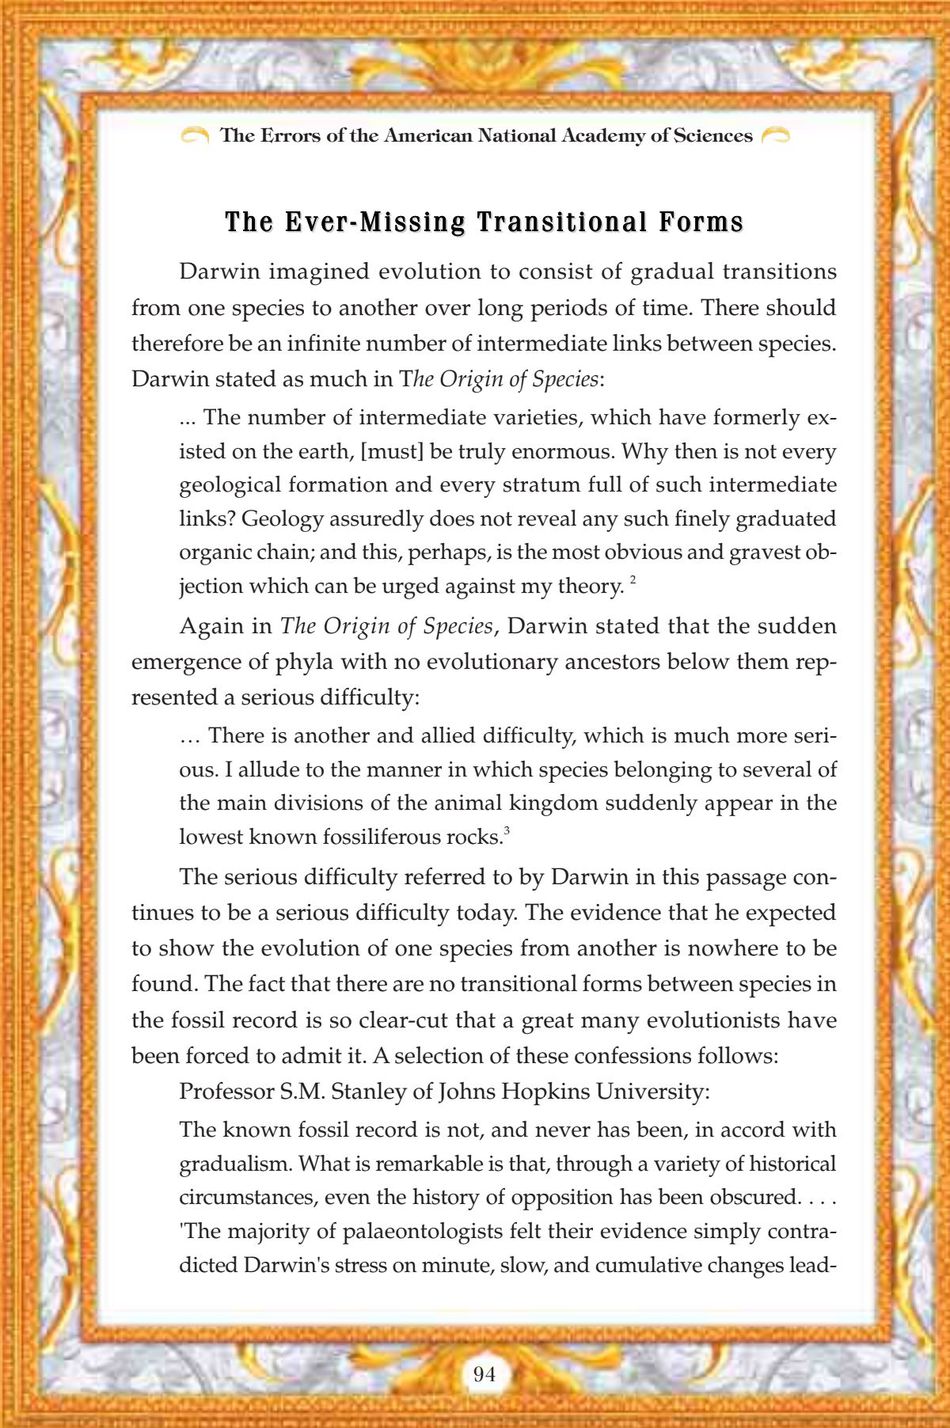 The Errors of the American National Academy of Sciences
The Ever-Missing Transitional Forms
Darwin imagined evolution to consist of gradual transitions
from one species to another over long periods of time. There should
therefore be an infinite number of intermediate links between species.
Darwin stated as much in The Origin of Species:
... The number of intermediate varieties, which have formerly ex-
isted on the earth, [must] be truly enormous. Why then is not every
geological formation and every stratum full of such intermediate
links? Geology assuredly does not reveal any such finely graduated
organic chain; and this, perhaps, is the most obvious and gravest ob-
jection which can be urged against my theory. 2
Again in The Origin of Species, Darwin stated that the sudden
emergence of phyla with no evolutionary ancestors below them rep-
resented a serious difficulty:
… There is another and allied difficulty, which is much more seri-
ous. I allude to the manner in which species belonging to several of
the main divisions of the animal kingdom suddenly appear in the
lowest known fossiliferous rocks.3
The serious difficulty referred to by Darwin in this passage con-
tinues to be a serious difficulty today. The evidence that he expected
to show the evolution of one species from another is nowhere to be
found. The fact that there are no transitional forms between species in
the fossil record is so clear-cut that a great many evolutionists have
been forced to admit it. A selection of these confessions follows:
Professor S.M. Stanley of Johns Hopkins University:
The known fossil record is not, and never has been, in accord with
gradualism. What is remarkable is that, through a variety of historical
circumstances, even the history of opposition has been obscured. . . .
'The majority of palaeontologists felt their evidence simply contra-
dicted Darwin's stress on minute, slow, and cumulative changes lead-
94